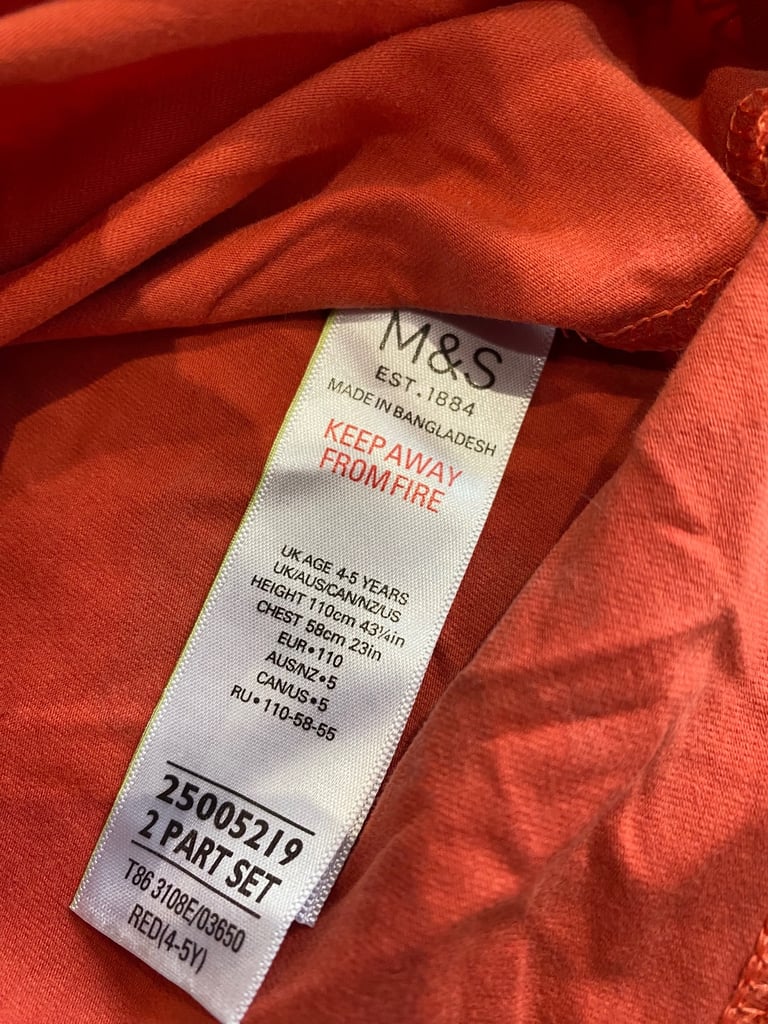 M&S
EST.1884
MADE IN BANGLADESH
KEEP AWAY
FROM FIRE
UK AGE 4-5 YEARS
UK/AUS/CAN/NZ/US
HEIGHT 110cm 43¼in
CHEST 58cm 23in
EUR•110
AUS/NZ•5
CAN/US•5
RU•110-58-55
25005219
2 PART SET
T86 3108E/03650
RED(4-5Y)